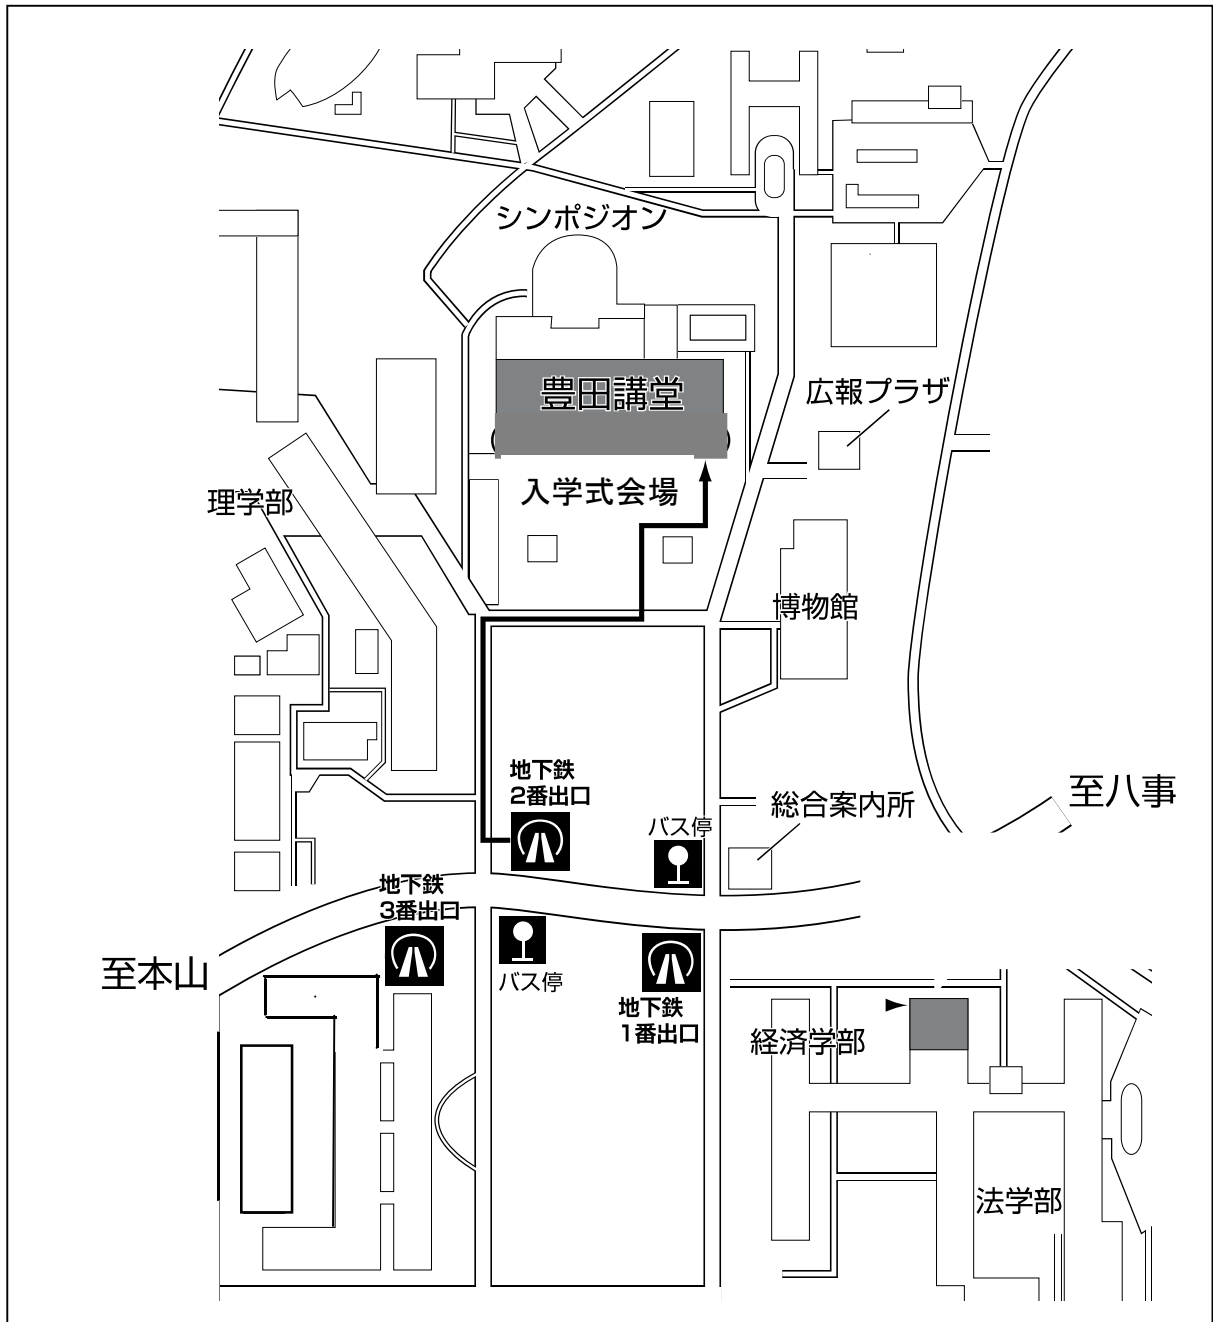 シンポジオン
豊田講堂
広報プラザ
入学式会場
理学部
博物館
地下鉄
2番出口
バス停
総合案内所
至八事
地下鉄
3番出口
至本山
バス停
地下鉄
1番出口
経済学部
法学部